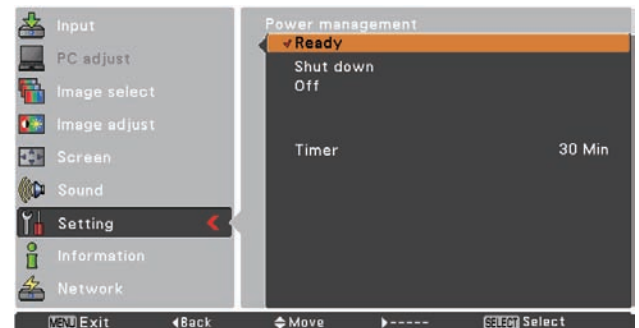 Input
PC adjust
Image select
Image adjust
Screen
Sound
Setting
Information
Network
Power management
✔Ready
Shut down
Off
Timer 30 Min
MENU Exit ◀Back ◆Move ▶----- SELECT Select